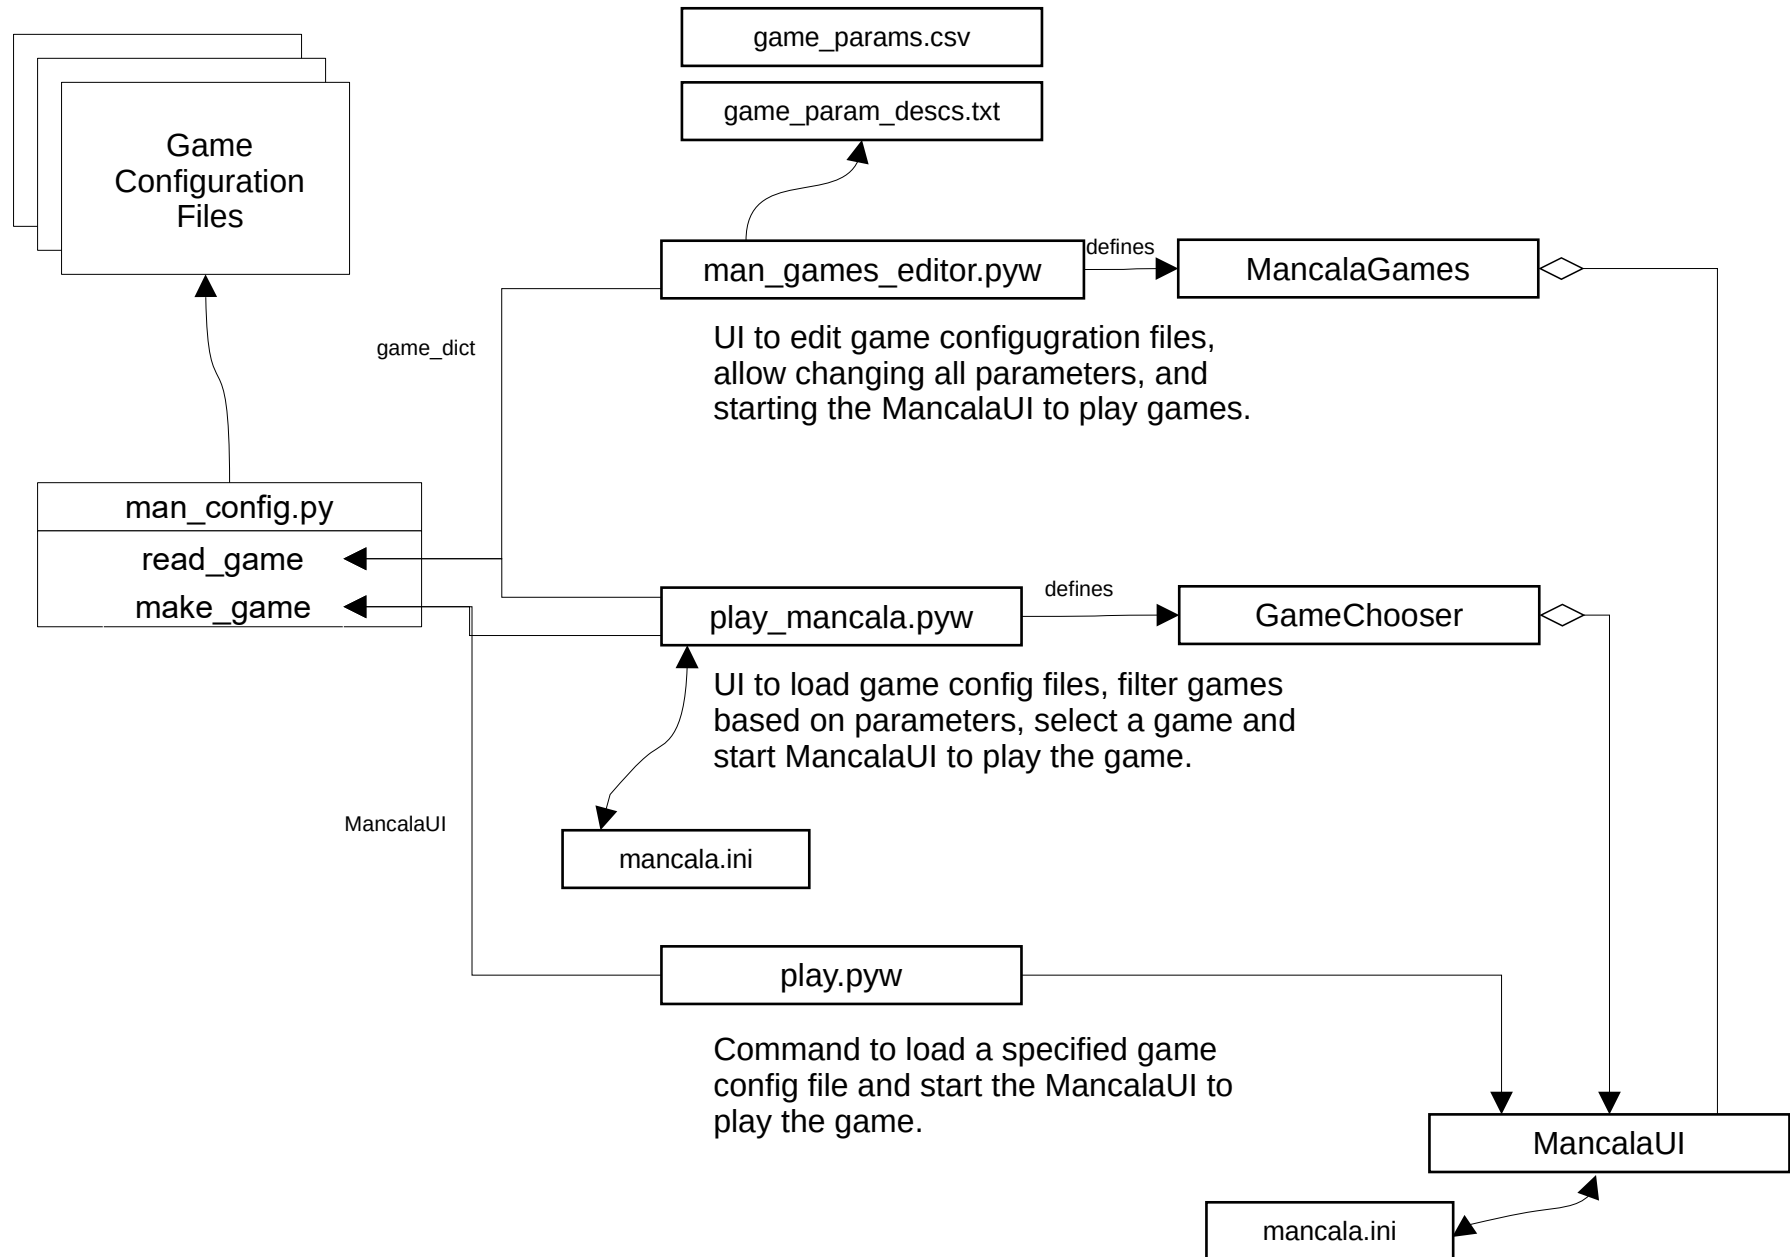 game_params.csv
game_param_descs.txt
Game
Configuration
Files
man_games_editor.pyw
defines
MancalaGames
UI to edit game configugration files,
allow changing all parameters, and
starting the MancalaUI to play games.
game_dict
man_config.py
read_game
make_game
play_mancala.pyw
defines
GameChooser
UI to load game config files, filter games
based on parameters, select a game and
start MancalaUI to play the game.
MancalaUI
mancala.ini
play.pyw
Command to load a specified game
config file and start the MancalaUI to
play the game.
MancalaUI
mancala.ini